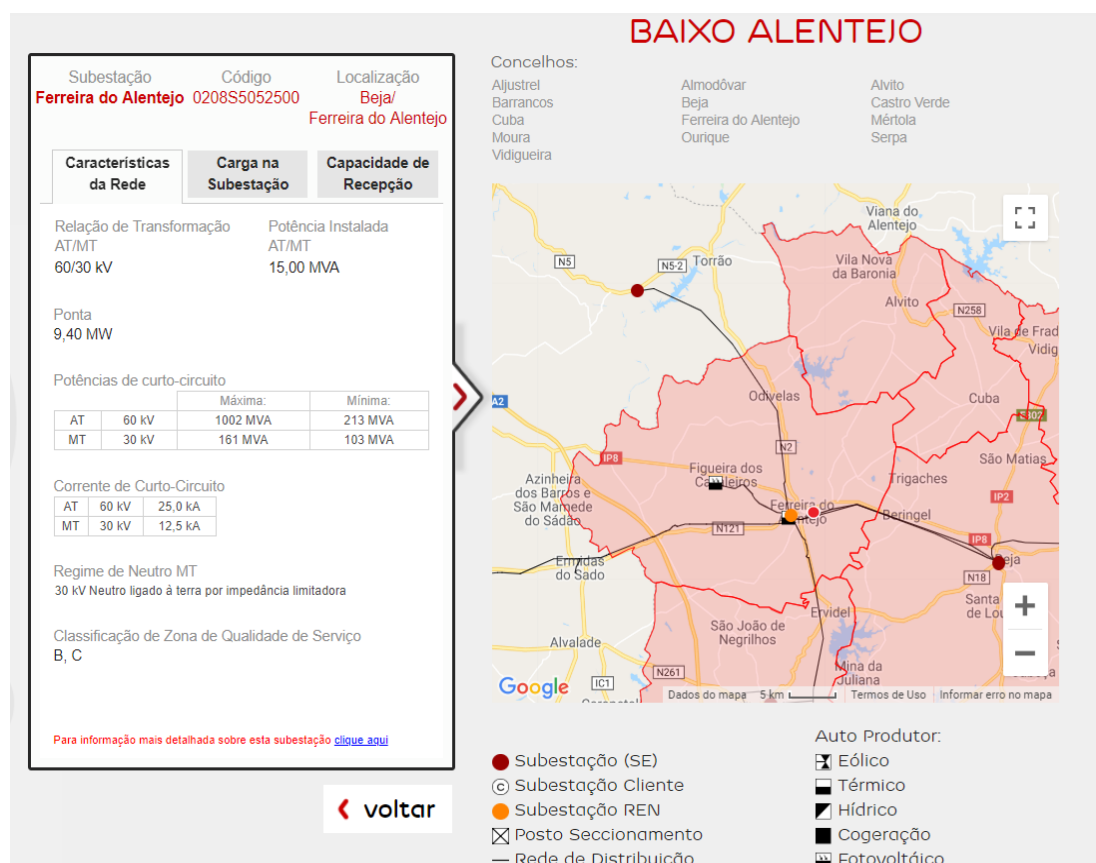 BAIXO ALENTEJO
Subestação Código Localização
Ferreira do Alentejo 0208S5052500 Beja/
Ferreira do Alentejo
Características da Rede
Carga na Subestação
Capacidade de Recepção
Relação de Transformação AT/MT
60/30 kV
Potência Instalada AT/MT
15,00 MVA
Ponta
9,40 MW
Potências de curto-circuito
Máxima: Mínima:
AT 60 kV 1002 MVA 213 MVA
MT 30 kV 161 MVA 103 MVA
Corrente de Curto-Circuito
AT 60 kV 25,0 kA
MT 30 kV 12,5 kA
Regime de Neutro MT
30 kV Neutro ligado à terra por impedância limitadora
Classificação de Zona de Qualidade de Serviço
B, C
Para informação mais detalhada sobre esta subestação clique aqui
voltar
Concelhos:
Aljustrel Almodôvar Alvito
Barrancos Beja Castro Verde
Cuba Ferreira do Alentejo Mértola
Moura Ourique Serpa
Vidigueira
Viana do
Alentejo
N5
N5-2
Torrão
Vila Nova
da Baronia
Alvito
N258
Vila de Frad
Vidig
A2
Odivelas
Cuba
N2
IP8
São Matias
Figueira dos
Trigaches
Azinheira
dos Barros e
São Mamede
do Sádão
IP2
Ferreira do
Beringel
N121
IP8
Beja
Ermidas
do Sado
N18
Santa
Ervidel
São João de
Negrilhos
Alvalade
Mina da
Juliana
N261
IC1
Google
Dados do mapa 5 km Termos de Uso Informar erro no mapa
Subestação (SE)
Subestação Cliente
Subestação REN
Posto Seccionamento
Rede de Distribuição
Auto Produtor:
Eólico
Térmico
Hídrico
Cogeração
Fotovoltáico